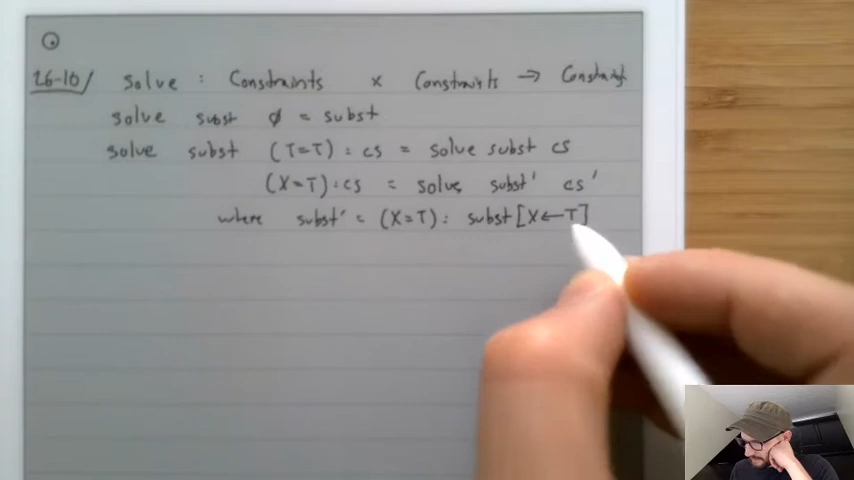 26-10/ solve : Constraints x Constraints → Constraints
solve subst ∅ = subst
solve subst (T=T) : cs = solve subst cs
(X=T) : cs = solve subst' cs'
where subst' = (X=T) : subst[X←T]